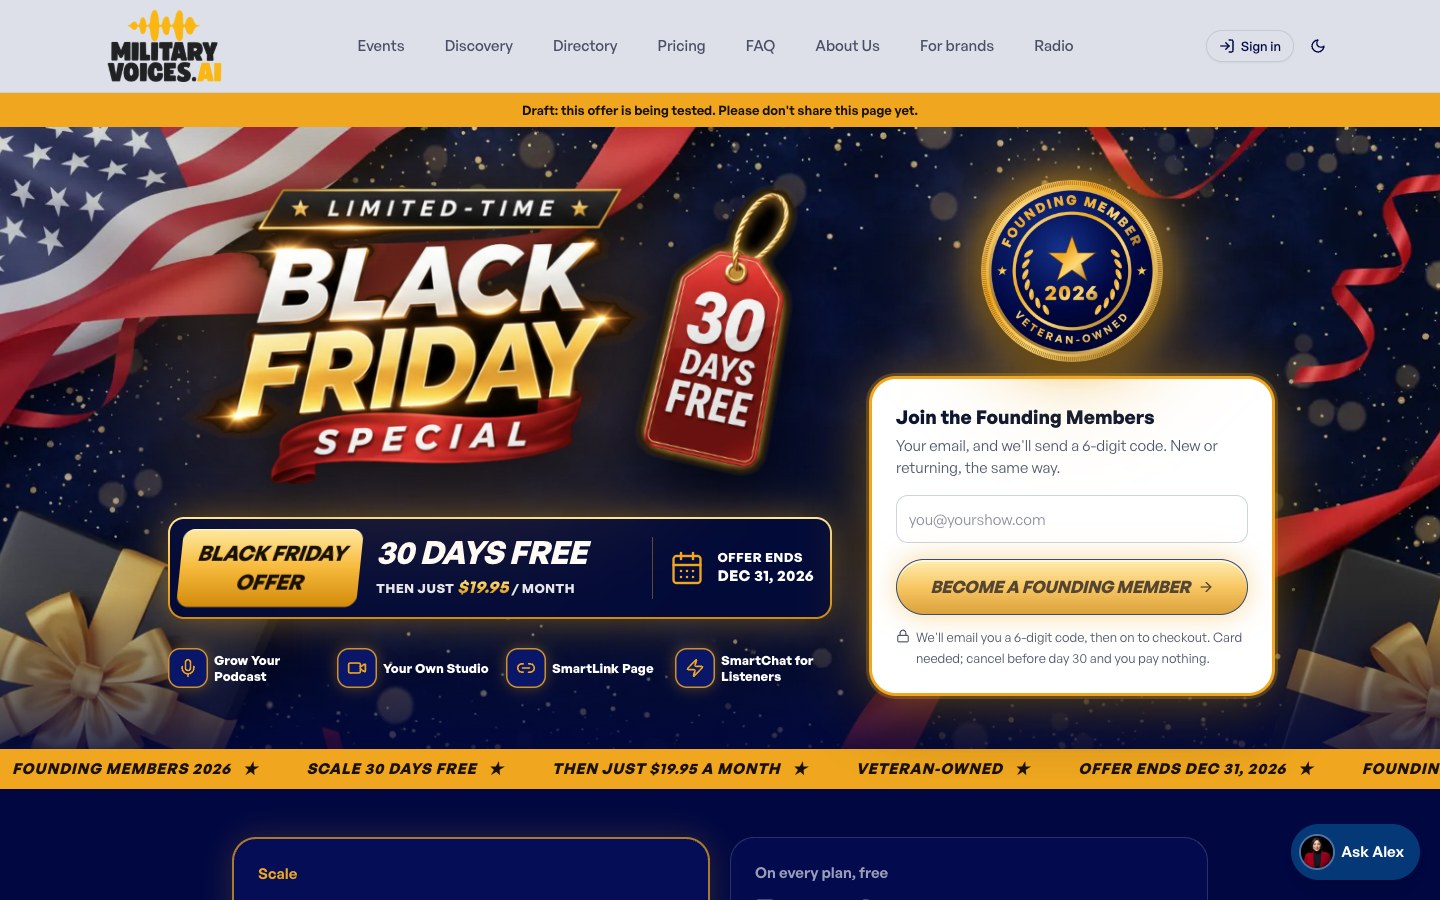 MILITARY
VOICES.AI
Events
Discovery
Directory
Pricing
FAQ
About Us
For brands
Radio
Sign in
Draft: this offer is being tested. Please don't share this page yet.
LIMITED-TIME
BLACK
FRIDAY
SPECIAL
30
DAYS
FREE
FOUNDING MEMBER
2026
VETERAN-OWNED
Join the Founding Members
Your email, and we'll send a 6-digit code. New or
returning, the same way.
you@yourshow.com
BECOME A FOUNDING MEMBER
We'll email you a 6-digit code, then on to checkout. Card
needed; cancel before day 30 and you pay nothing.
BLACK FRIDAY
OFFER
30 DAYS FREE
THEN JUST $19.95 / MONTH
OFFER ENDS
DEC 31, 2026
Grow Your
Podcast
Your Own Studio
SmartLink Page
SmartChat for
Listeners
FOUNDING MEMBERS 2026 ★ SCALE 30 DAYS FREE ★ THEN JUST $19.95 A MONTH ★ VETERAN-OWNED ★ OFFER ENDS DEC 31, 2026 ★ FOUNDIN
Scale
On every plan, free
Ask Alex